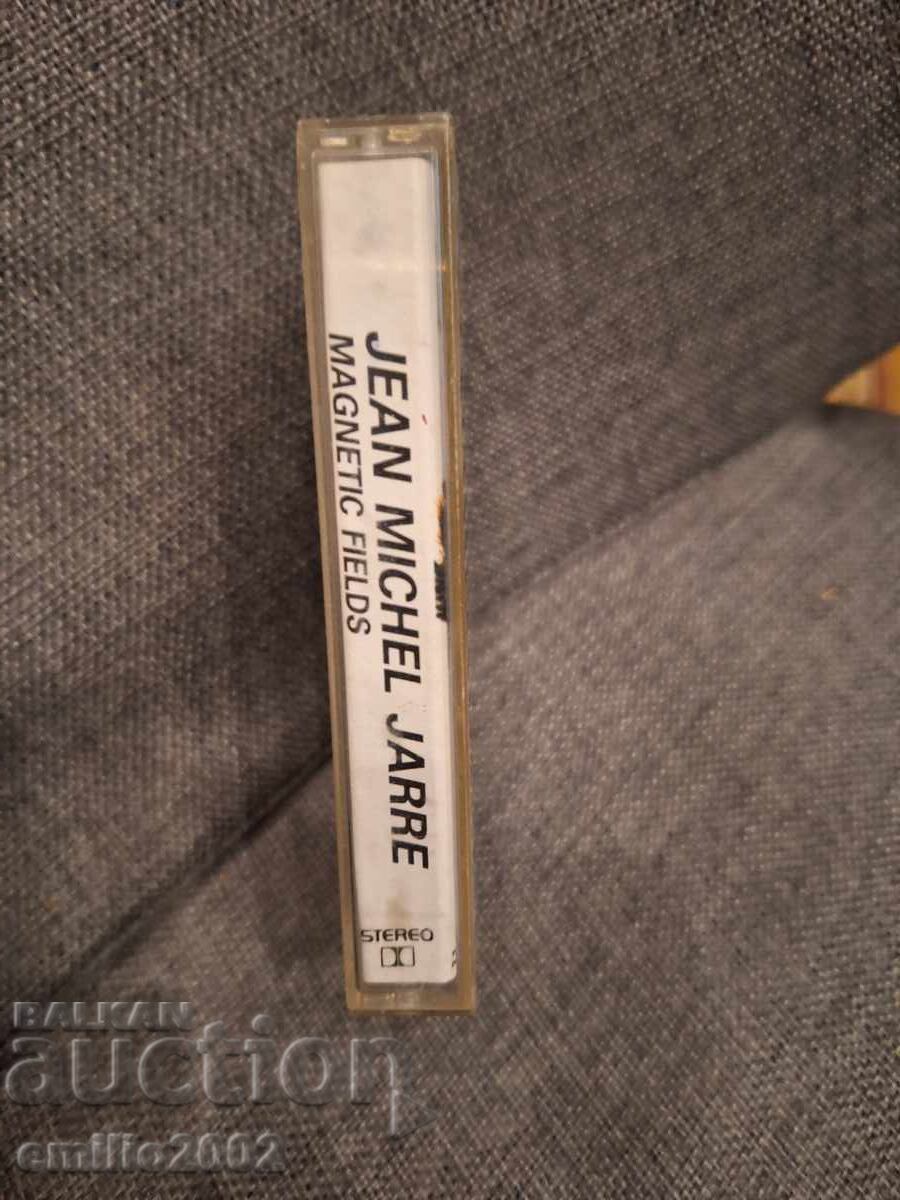 JEAN MICHEL JARRE
MAGNETIC FIELDS
STEREO
BALKAN
auction
emilio2002